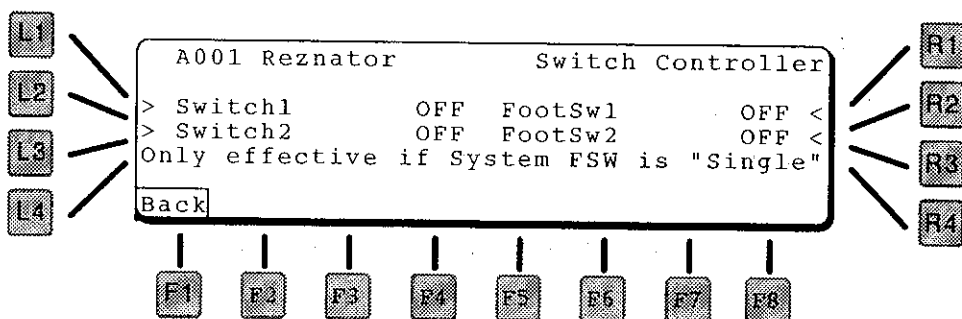 L1
L2
L3
L4
A001 Reznator Switch Controller
> Switch1 OFF FootSw1 OFF <
> Switch2 OFF FootSw2 OFF <
Only effective if System FSW is "Single"
Back
R1
R2
R3
R4
F1 F2 F3 F4 F5 F6 F7 F8